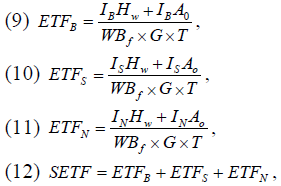 (9) ETF_B = (I_B H_w + I_B A_0) / (WB_f × G × T),
(10) ETF_S = (I_S H_w + I_S A_o) / (WB_f × G × T),
(11) ETF_N = (I_N H_w + I_N A_o) / (WB_f × G × T),
(12) SETF = ETF_B + ETF_S + ETF_N,